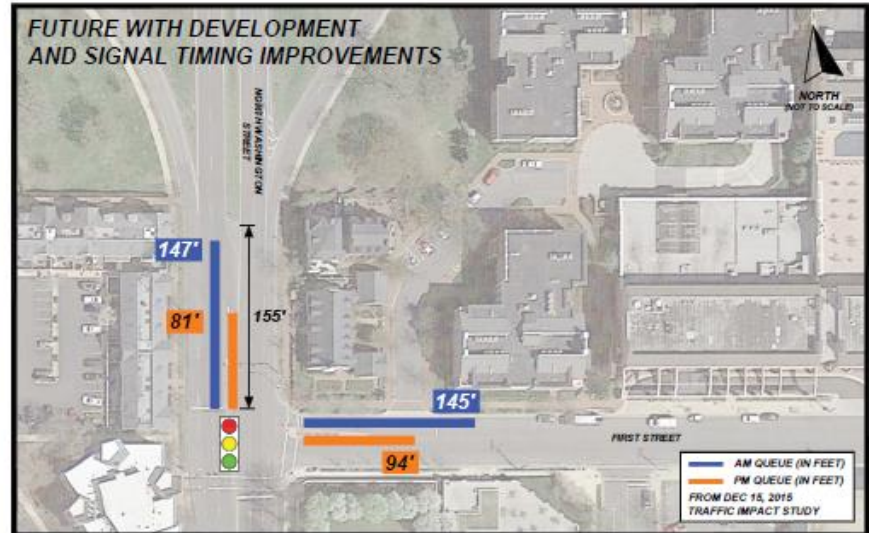 FUTURE WITH DEVELOPMENT
AND SIGNAL TIMING IMPROVEMENTS
NORTH
(NOT TO SCALE)
NORTH WASHINGTON
STREET
147'
81'
155'
145'
94'
FIRST STREET
AM QUEUE (IN FEET)
PM QUEUE (IN FEET)
FROM DEC 15, 2015
TRAFFIC IMPACT STUDY